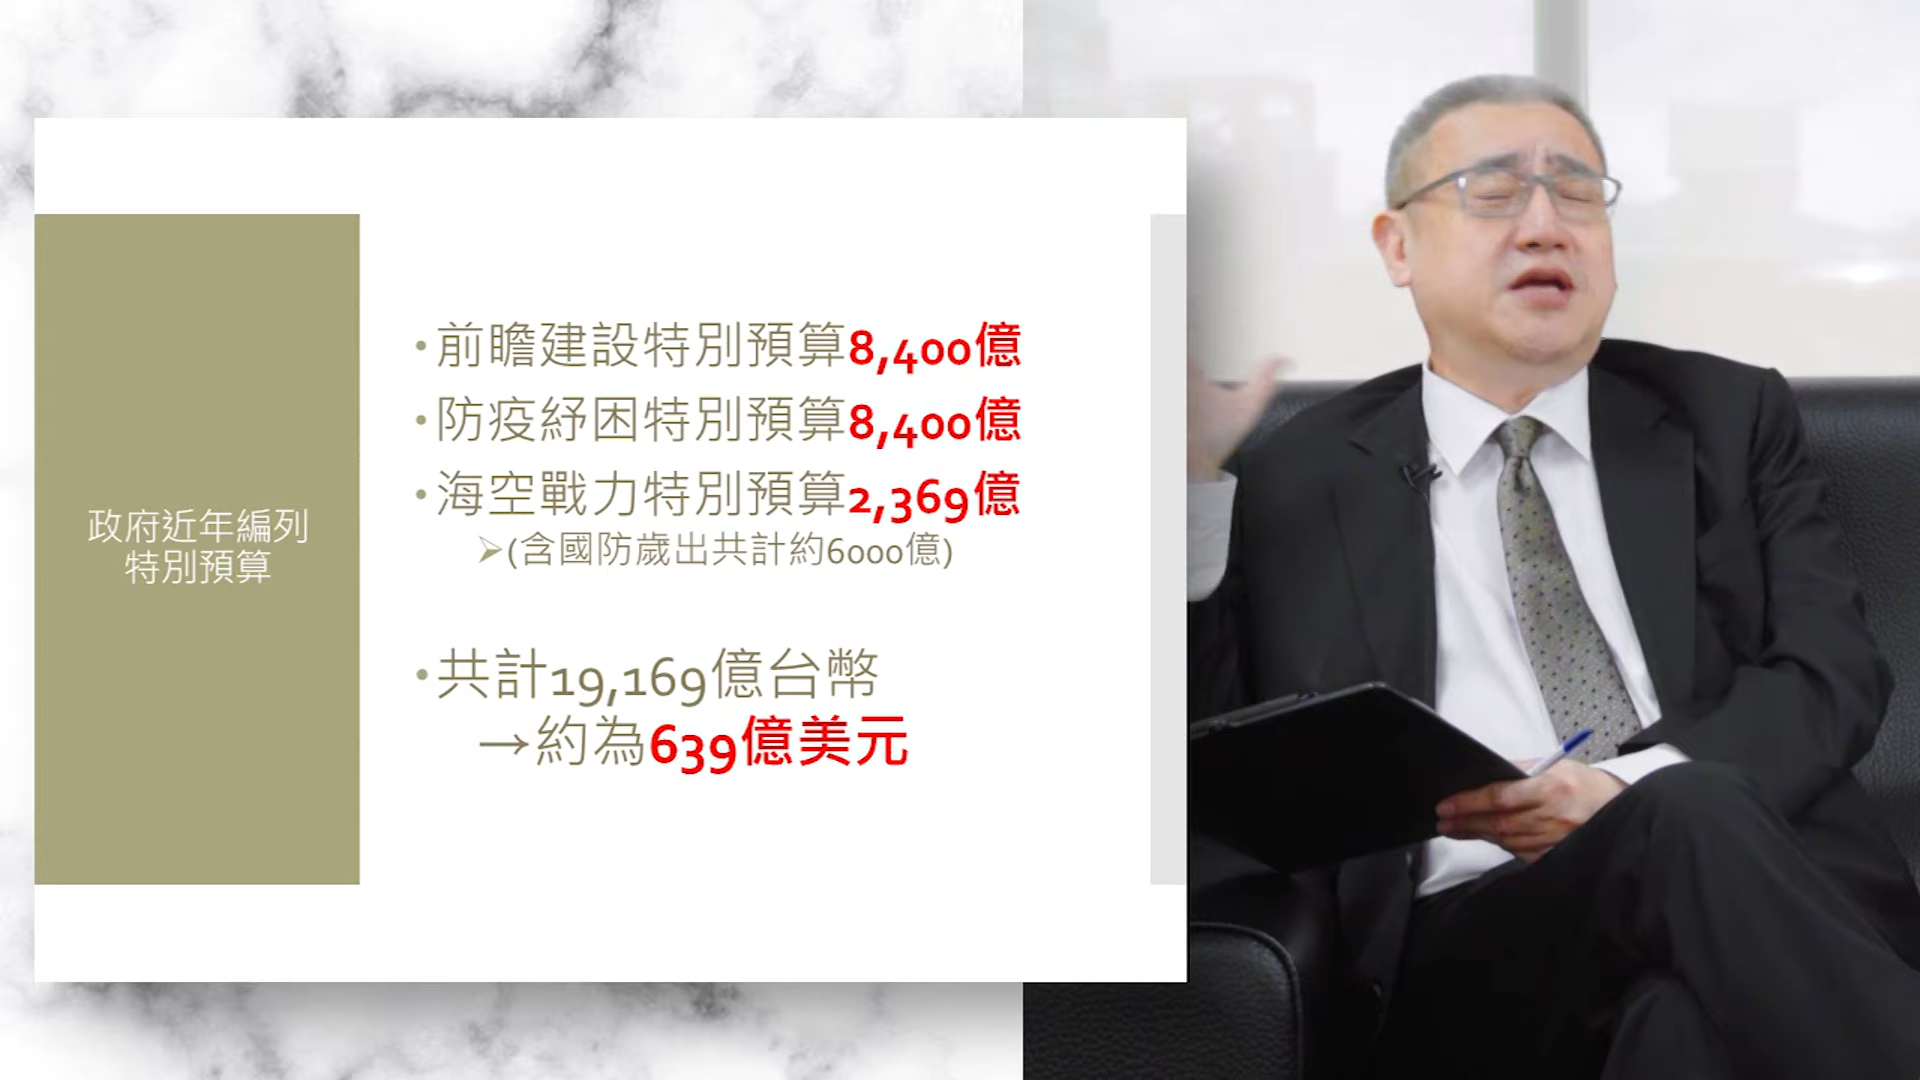 政府近年編列
特別預算
•前瞻建設特別預算8,400億
•防疫紓困特別預算8,400億
•海空戰力特別預算2,369億
➢(含國防歲出共計約6000億)
•共計19,169億台幣
→約為639億美元